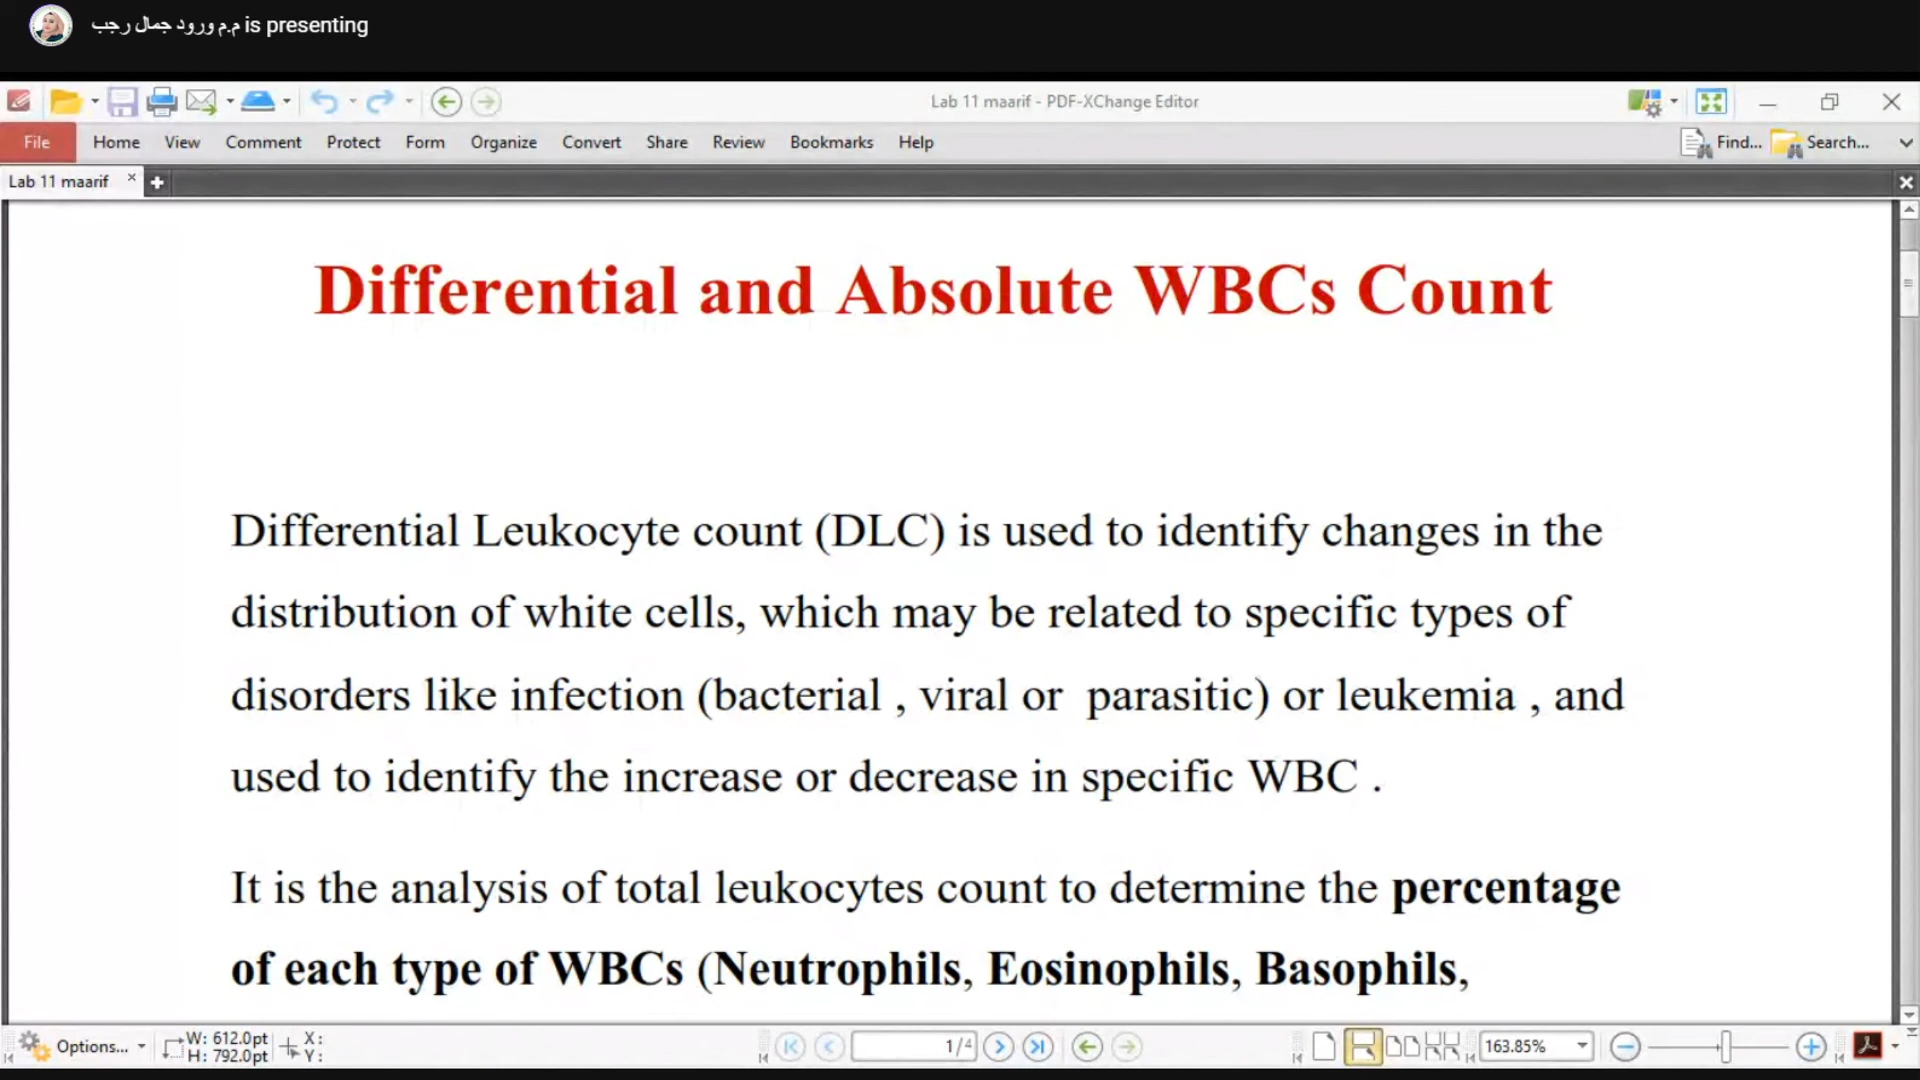 م.م ورود جمال رجب is presenting
Lab 11 maarif - PDF-XChange Editor
File Home View Comment Protect Form Organize Convert Share Review Bookmarks Help Find... Search...
Lab 11 maarif
Differential and Absolute WBCs Count
Differential Leukocyte count (DLC) is used to identify changes in the
distribution of white cells, which may be related to specific types of
disorders like infection (bacterial , viral or parasitic) or leukemia , and
used to identify the increase or decrease in specific WBC .
It is the analysis of total leukocytes count to determine the percentage
of each type of WBCs (Neutrophils, Eosinophils, Basophils,
Options... W: 612.0pt X: 1/4 163.85%
H: 792.0pt Y: